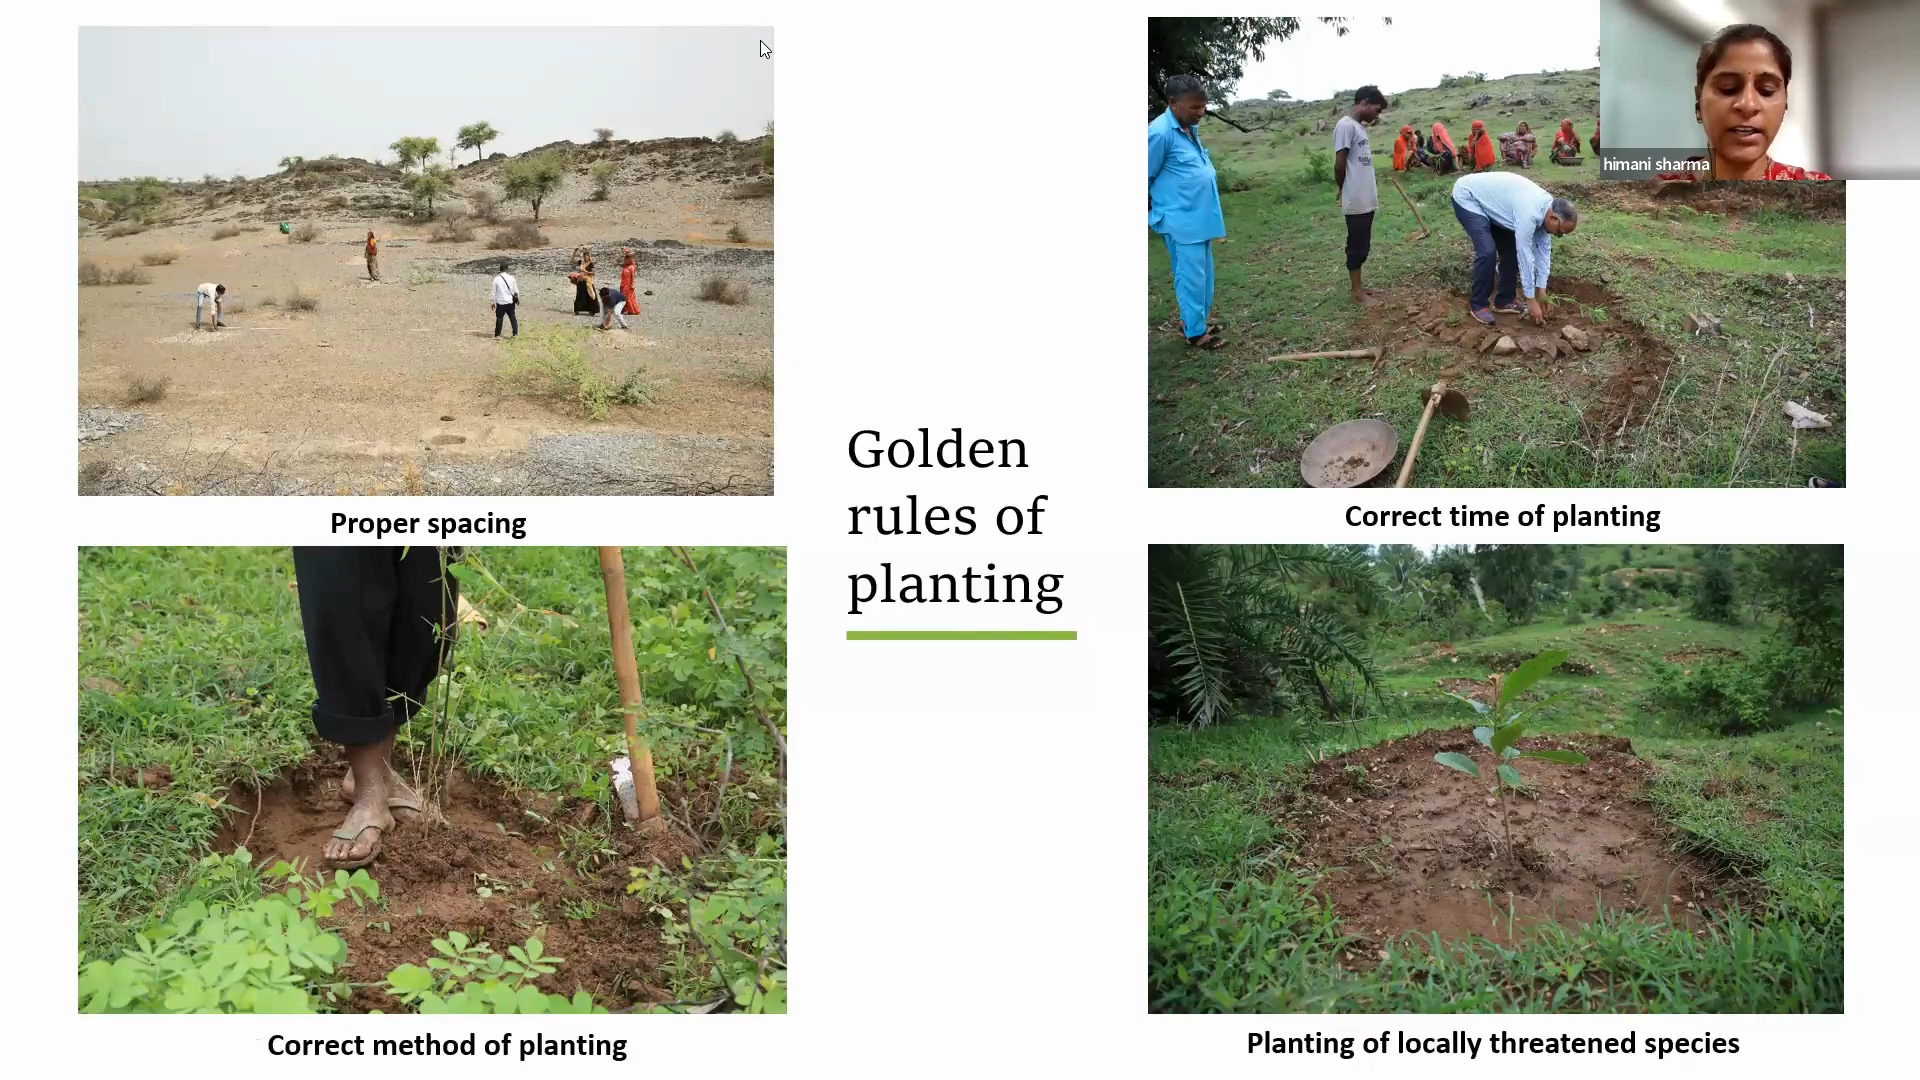 himani sharma
Proper spacing
Correct time of planting
Golden
rules of
planting
Correct method of planting
Planting of locally threatened species